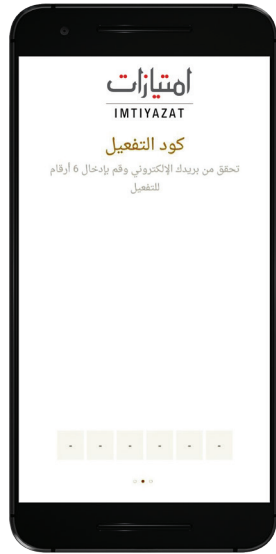 امتيازات
IMTIYAZAT
كود التفعيل
تحقق من بريدك الإلكتروني وقم بإدخال 6 أرقام
للتفعيل
- - - - - -